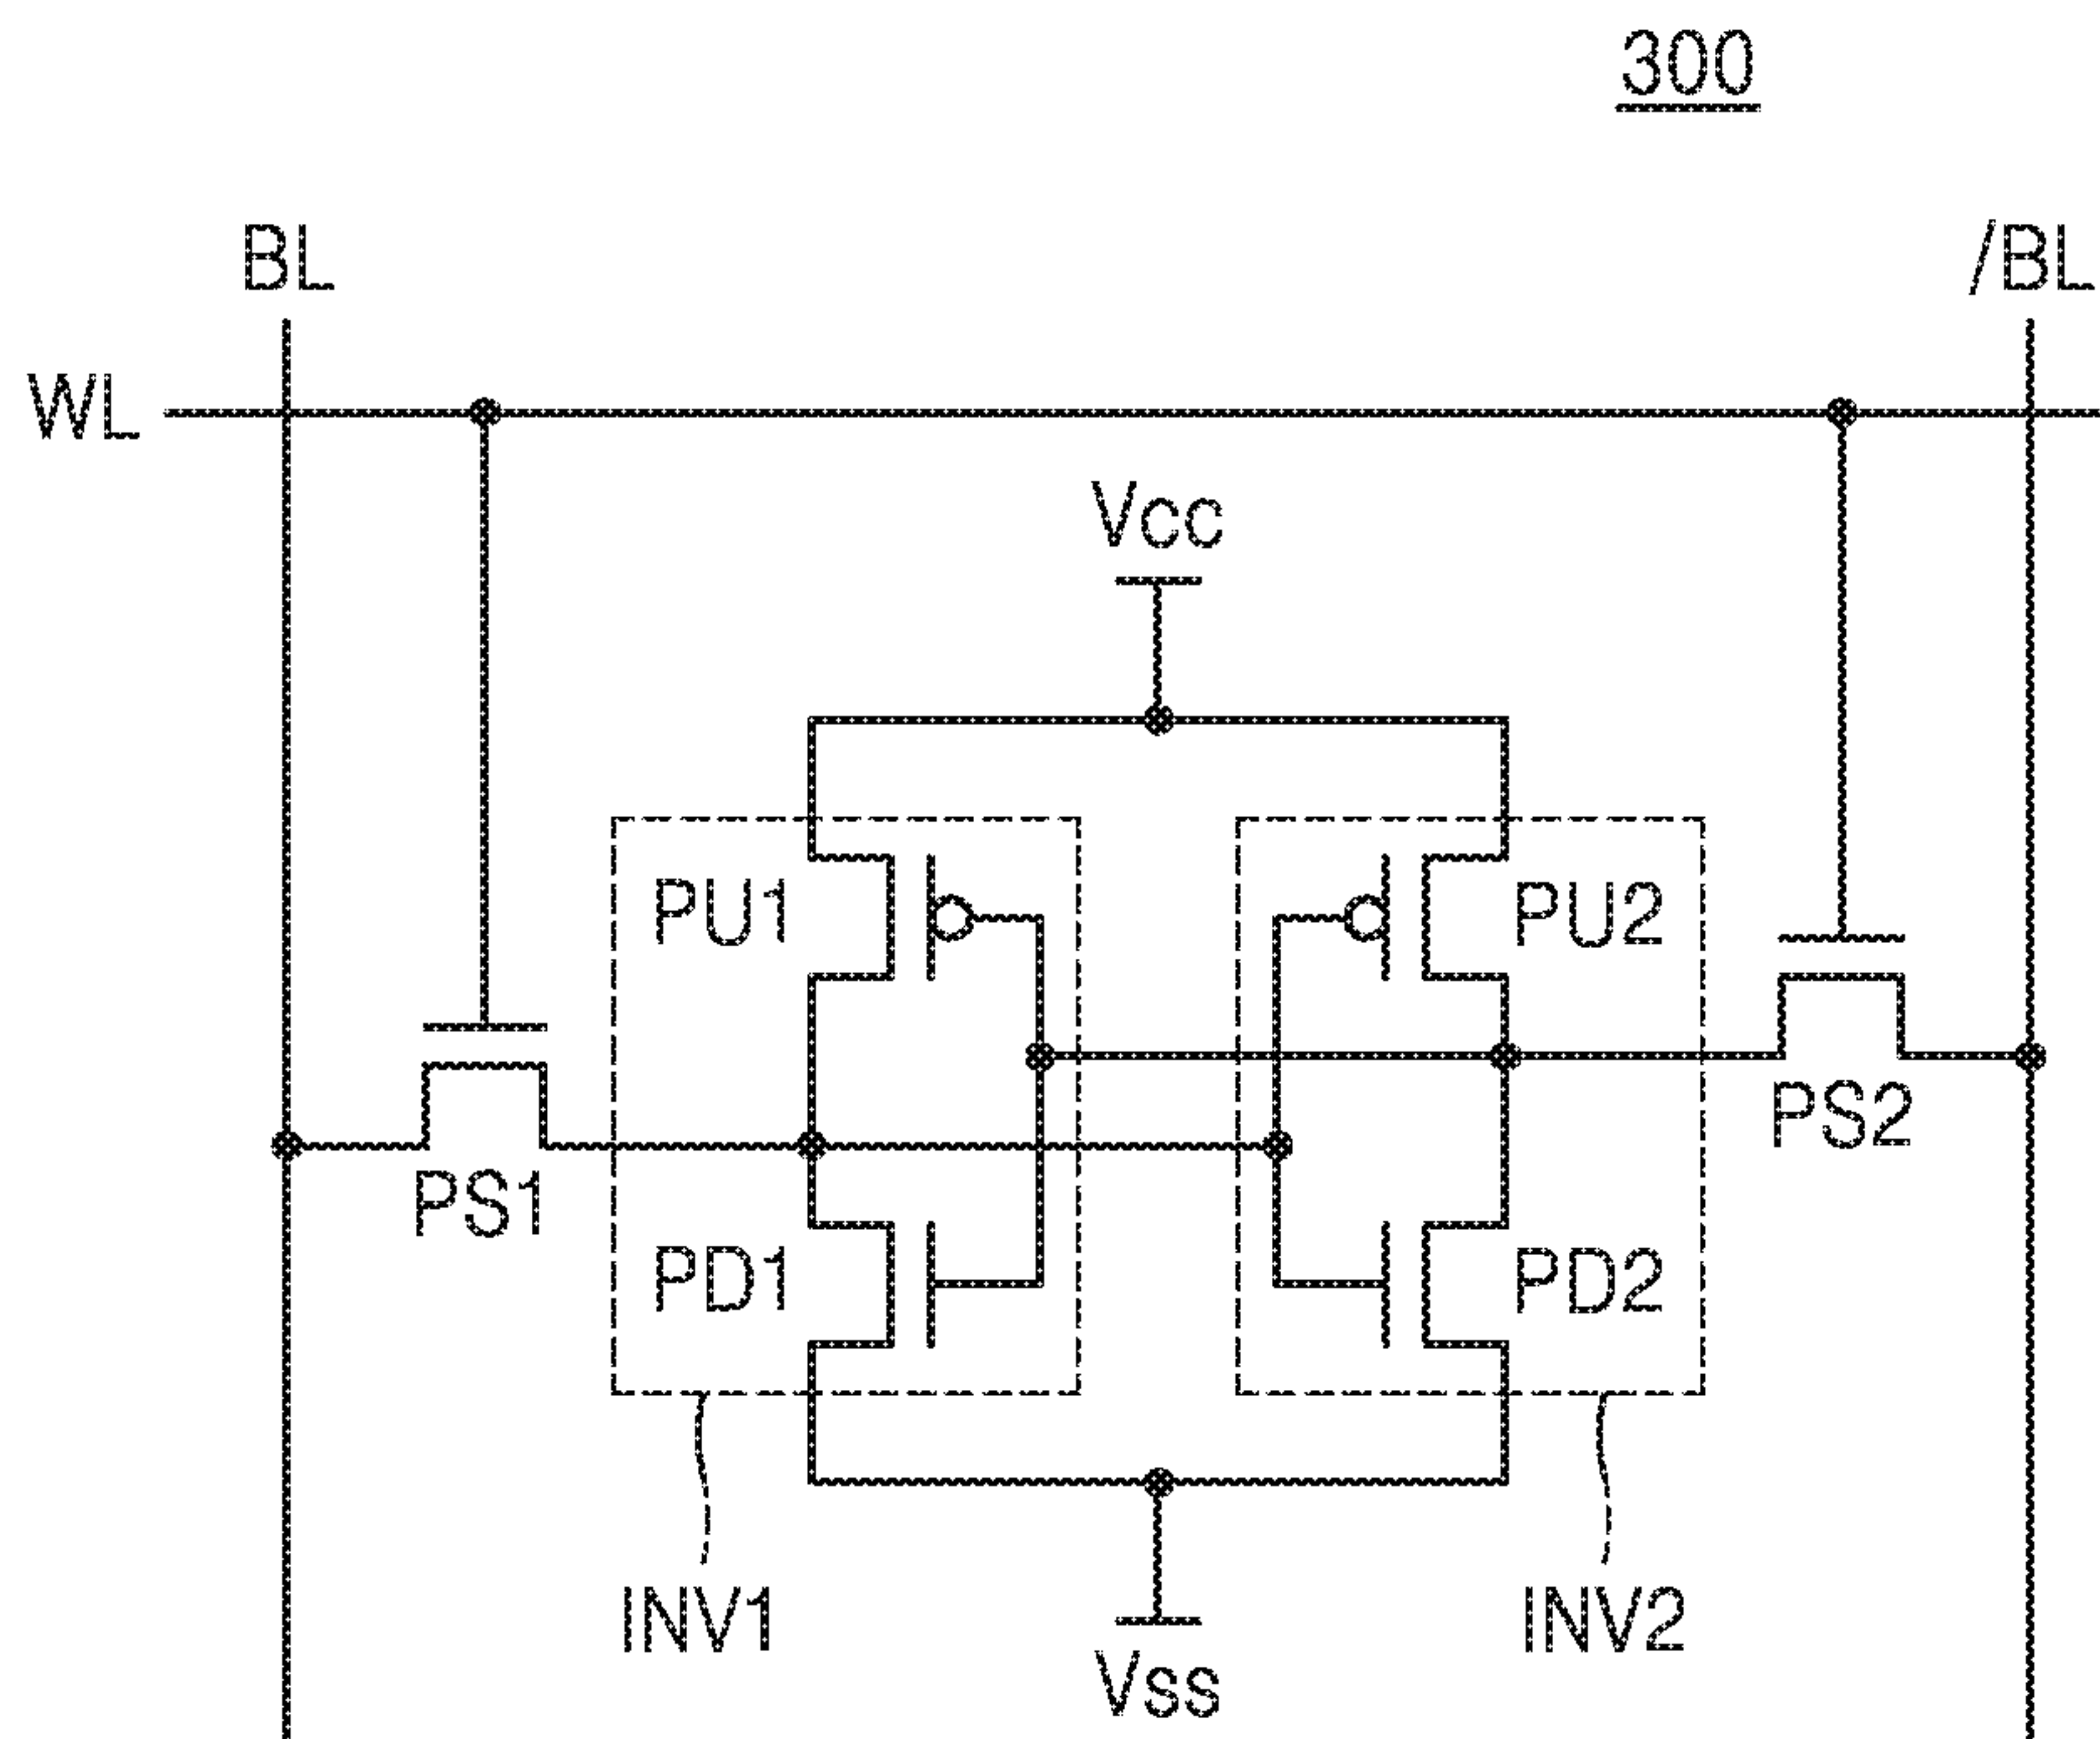 300
BL
/BL
WL
Vcc
PU1
PU2
PS2
PS1
PD1
PD2
INV1
INV2
Vss